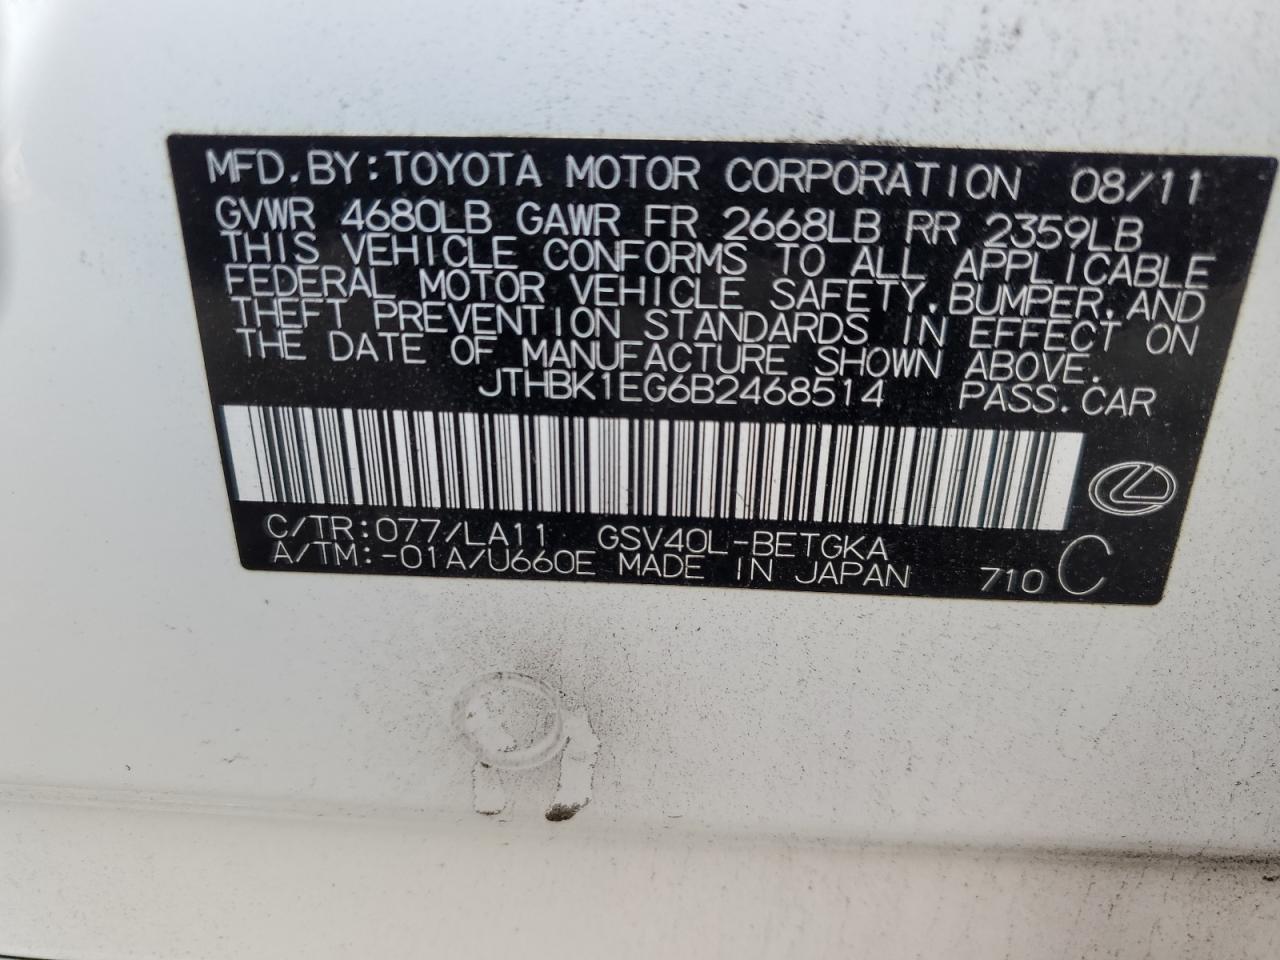 MFD. BY: TOYOTA MOTOR CORPORATION 08/11
GVWR 4680LB GAWR FR 2668LB RR 2359LB
THIS VEHICLE CONFORMS TO ALL APPLICABLE
FEDERAL MOTOR VEHICLE SAFETY, BUMPER, AND
THEFT PREVENTION STANDARDS IN EFFECT ON
THE DATE OF MANUFACTURE SHOWN ABOVE.
JTHBK1EG6B2468514 PASS. CAR
C/TR: 077/LA11 GSV40L-BETGKA
A/TM: -01A/U660E MADE IN JAPAN 710 C